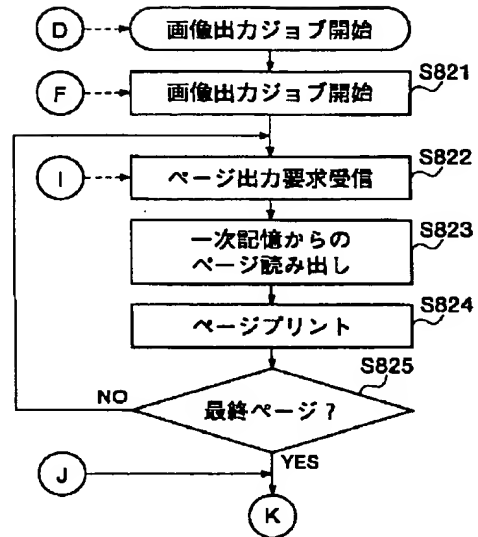 D
画像出力ジョブ開始
S821
F
画像出力ジョブ開始
S822
I
ページ出力要求受信
S823
一次記憶からの
ページ読み出し
S824
ページプリント
S825
NO
最終ページ？
YES
J
K